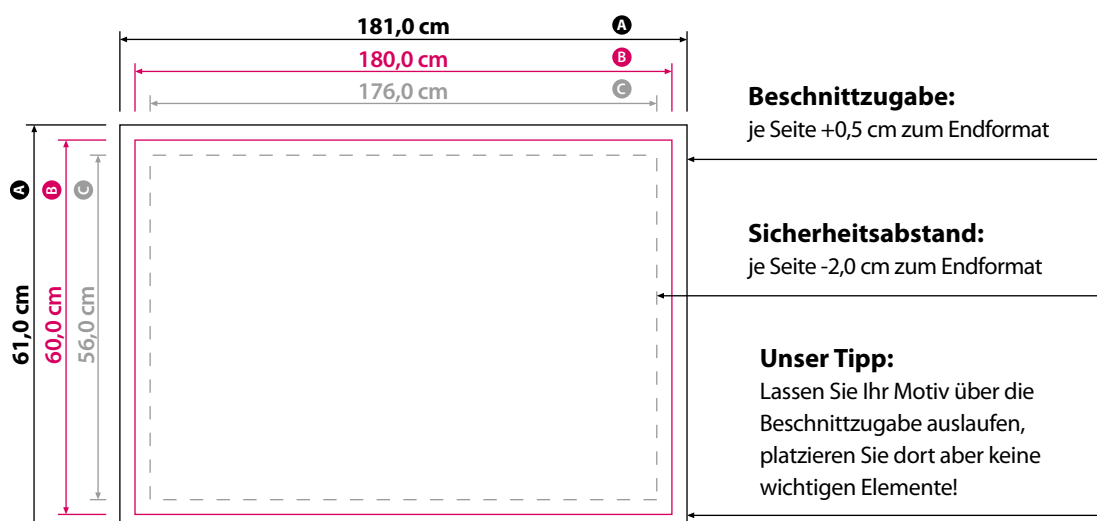 181,0 cm A
180,0 cm B
176,0 cm C
A 61,0 cm
B 60,0 cm
C 56,0 cm
Beschnittzugabe:
je Seite +0,5 cm zum Endformat
Sicherheitsabstand:
je Seite -2,0 cm zum Endformat
Unser Tipp:
Lassen Sie Ihr Motiv über die
Beschnittzugabe auslaufen,
platzieren Sie dort aber keine
wichtigen Elemente!